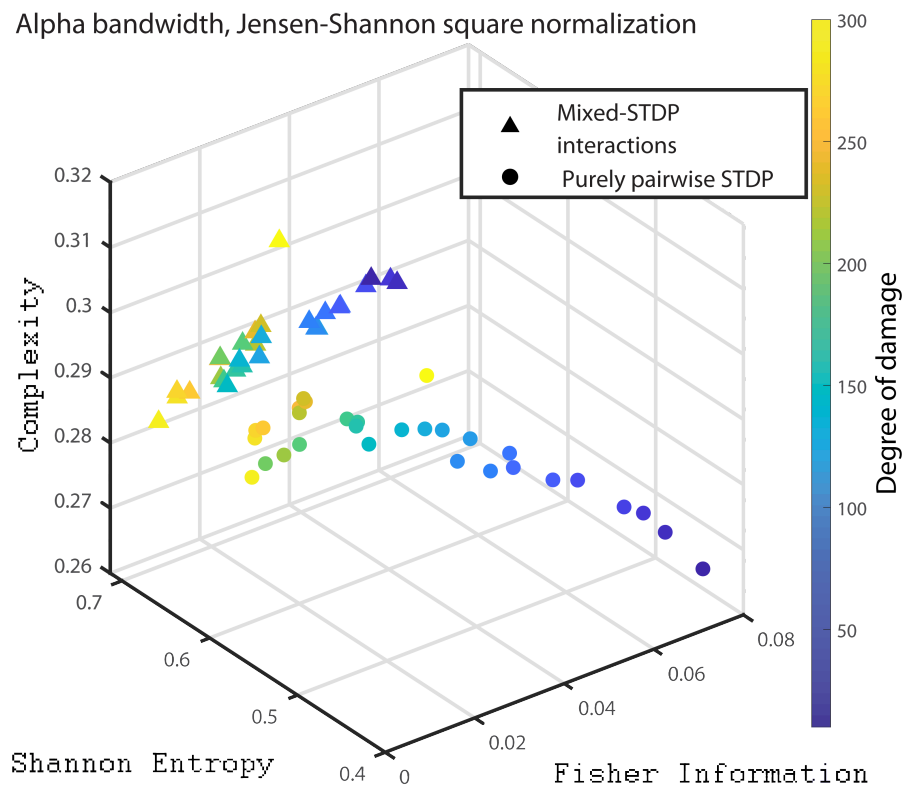 Alpha bandwidth, Jensen-Shannon square normalization
Mixed-STDP
interactions
Purely pairwise STDP
300
250
200
150
100
50
Degree of damage
0.32
0.31
0.3
0.29
0.28
0.27
0.26
Complexity
0.7
0.6
0.5
0.4
Shannon Entropy
0
0.02
0.04
0.06
0.08
Fisher Information